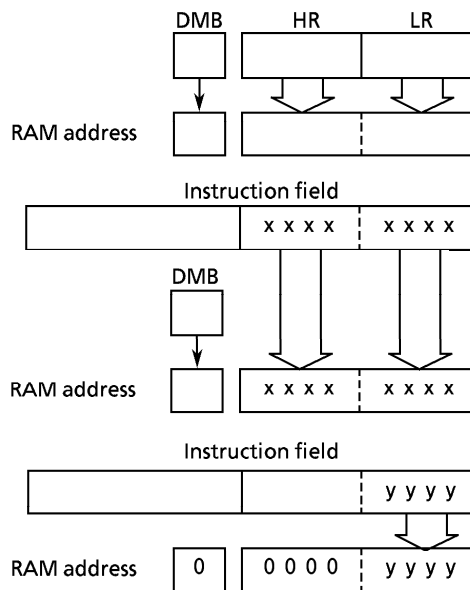 DMB HR LR
RAM address
Instruction field
x x x x x x x x
DMB
RAM address x x x x x x x x
Instruction field
y y y y
RAM address 0 0 0 0 0 y y y y